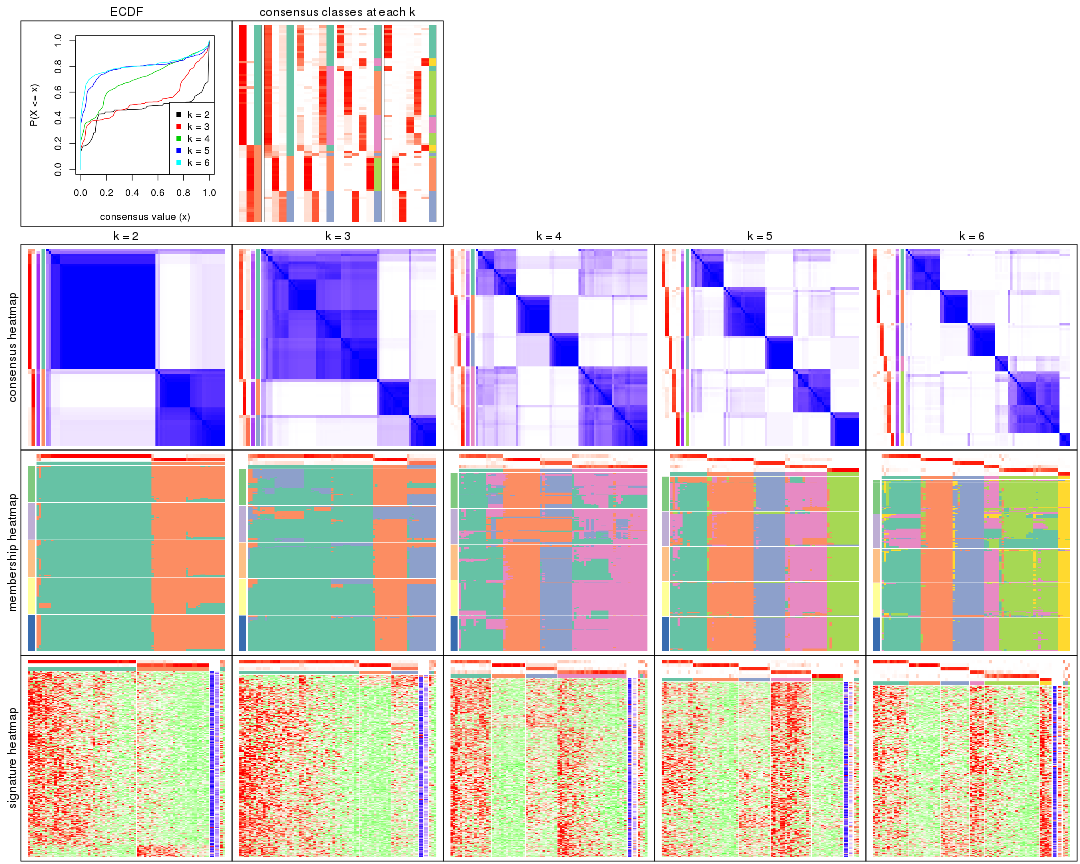 ECDF
consensus classes at each k
P(X <= x)
0.0 0.2 0.4 0.6 0.8 1.0
k = 2
k = 3
k = 4
k = 5
k = 6
0.0 0.2 0.4 0.6 0.8 1.0
consensus value (x)
k = 2
k = 3
k = 4
k = 5
k = 6
consensus heatmap
membership heatmap
signature heatmap